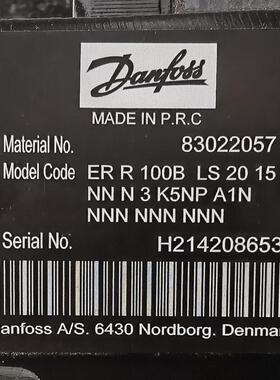 Danfoss
MADE IN P.R.C
Material No. 83022057
Model Code ER R 100B LS 20 15
NN N 3 K5NP A1N
NNN NNN NNN
Serial No. H214208653
anfoss A/S. 6430 Nordborg. Denmar